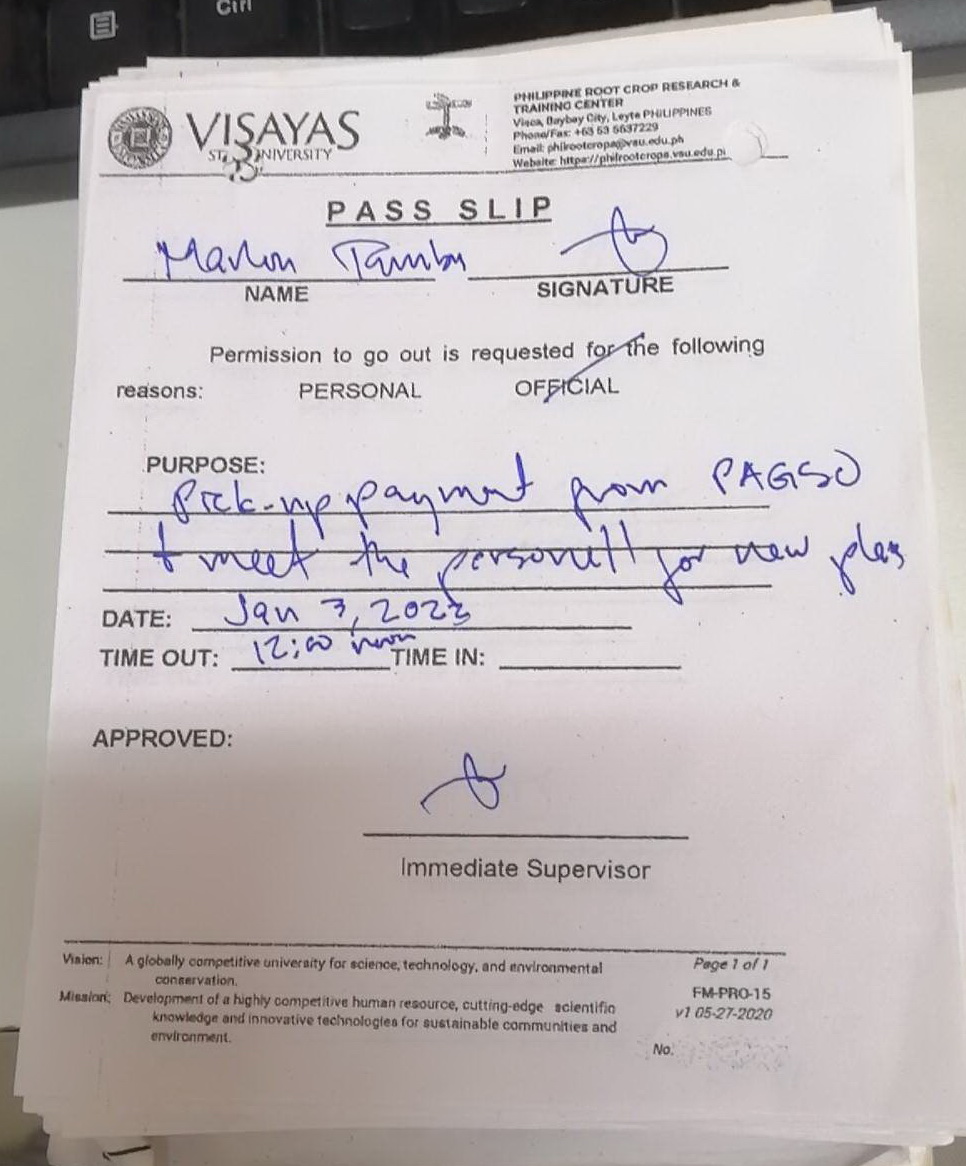 Ctrl
VISAYAS
STATE UNIVERSITY
PHILIPPINE ROOT CROP RESEARCH &
TRAINING CENTER
Visca, Baybay City, Leyte PHILIPPINES
Phone/Fax: +63 53 5637229
Email: philrootcrops@vsu.edu.ph
Website: https://philrootcrops.vsu.edu.ph
PASS SLIP
Marlon
NAME
SIGNATURE
Permission to go out is requested for the following
reasons: PERSONAL OFFICIAL
PURPOSE:
Pick-up payment from PAGSO
& meet the personell for new
DATE: Jan 3, 2023
TIME OUT: 12:00 noon TIME IN:
APPROVED:
Immediate Supervisor
Vision: A globally competitive university for science, technology, and environmental
conservation.
Mission: Development of a highly competitive human resource, cutting-edge scientific
knowledge and innovative technologies for sustainable communities and
environment.
Page 1 of 1
FM-PRO-15
v1 05-27-2020
No.